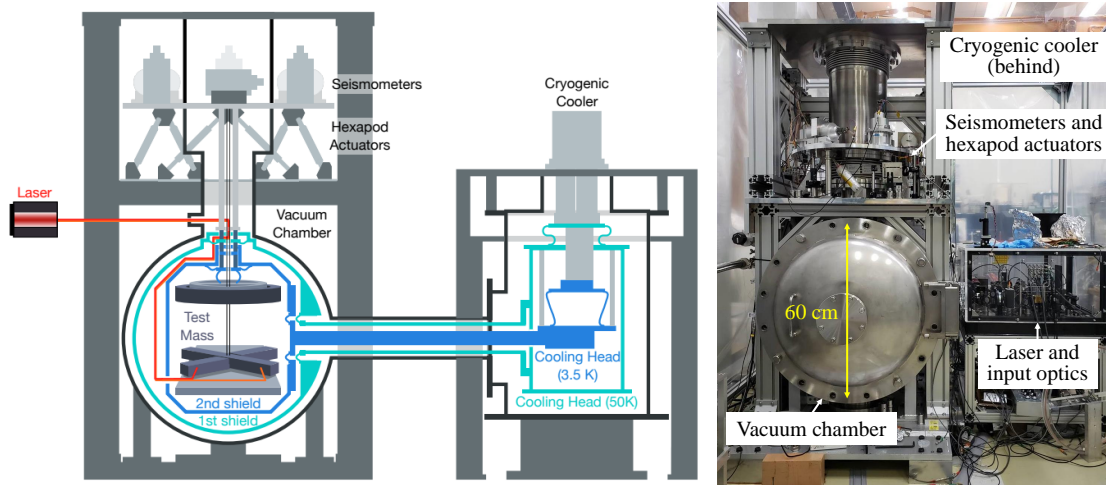 Seismometers
Hexapod
Actuators
Laser
Vacuum
Chamber
Test
Mass
2nd shield
1st shield
Cryogenic
Cooler
Cooling Head
(3.5 K)
Cooling Head (50K)
Cryogenic cooler
(behind)
Seismometers and
hexapod actuators
60 cm
Laser and
input optics
Vacuum chamber